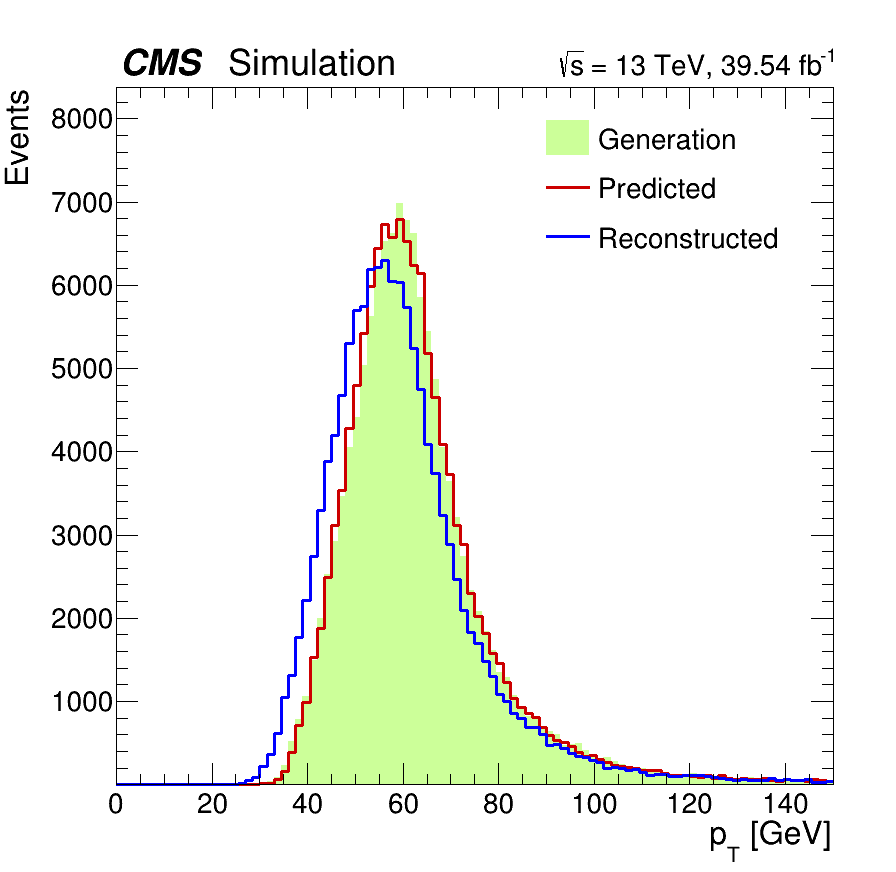 CMS Simulation √s = 13 TeV, 39.54 fb⁻¹
Events
8000
7000
6000
5000
4000
3000
2000
1000
Generation
Predicted
Reconstructed
0 20 40 60 80 100 120 140
p_T [GeV]